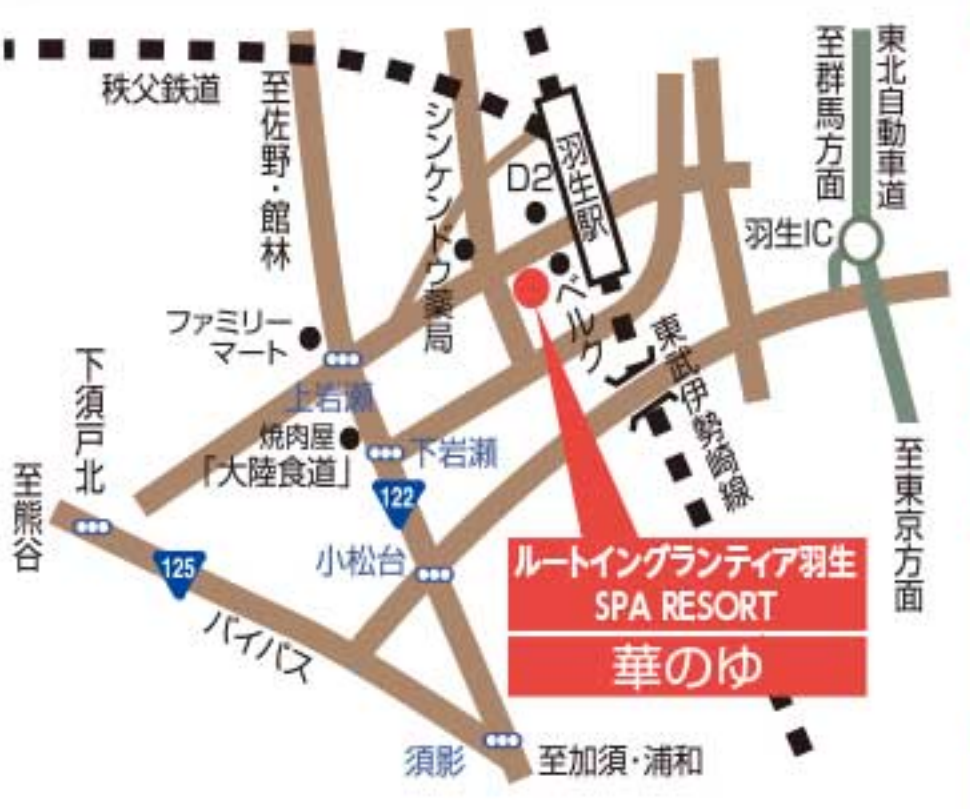 秩父鉄道
至佐野・館林
シンケンドウ薬局
D2
羽生駅
ベルク
至群馬方面
東北自動車道
羽生IC
ファミリー
マート
上岩瀬
焼肉屋
「大陸食道」
下岩瀬
下須戸北
至熊谷
122
125
小松台
バイパス
東武伊勢崎線
至東京方面
ルートイングランティア羽生
SPA RESORT
華のゆ
須影
至加須・浦和